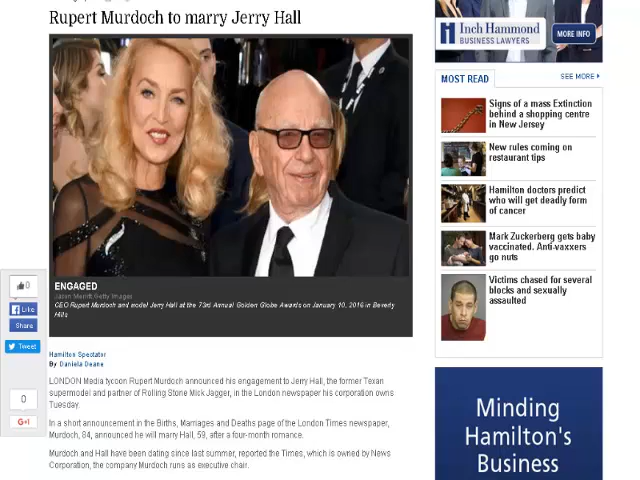 Rupert Murdoch to marry Jerry Hall
ENGAGED
Jason Merritt/Getty Images
CEO Rupert Murdoch and model Jerry Hall at the 73rd Annual Golden Globe Awards on January 10, 2016 in Beverly
Hills
0
Like
Share
Tweet
0
G+1
Hamilton Spectator
By Daniela Deane
LONDON Media tycoon Rupert Murdoch announced his engagement to Jerry Hall, the former Texan
supermodel and partner of Rolling Stone Mick Jagger, in the London newspaper his corporation owns
Tuesday.
In a short announcement in the Births, Marriages and Deaths page of the London Times newspaper,
Murdoch, 84, announced he will marry Hall, 59, after a four-month romance.
Murdoch and Hall have been dating since last summer, reported the Times, which is owned by News
Corporation, the company Murdoch runs as executive chair.
Inch Hammond
BUSINESS LAWYERS
MORE INFO
MOST READ
SEE MORE
Signs of a mass Extinction
behind a shopping centre
in New Jersey
New rules coming on
restaurant tips
Hamilton doctors predict
who will get deadly form
of cancer
Mark Zuckerberg gets baby
vaccinated. Anti-vaxxers
go nuts
Victims chased for several
blocks and sexually
assaulted
Minding
Hamilton's
Business